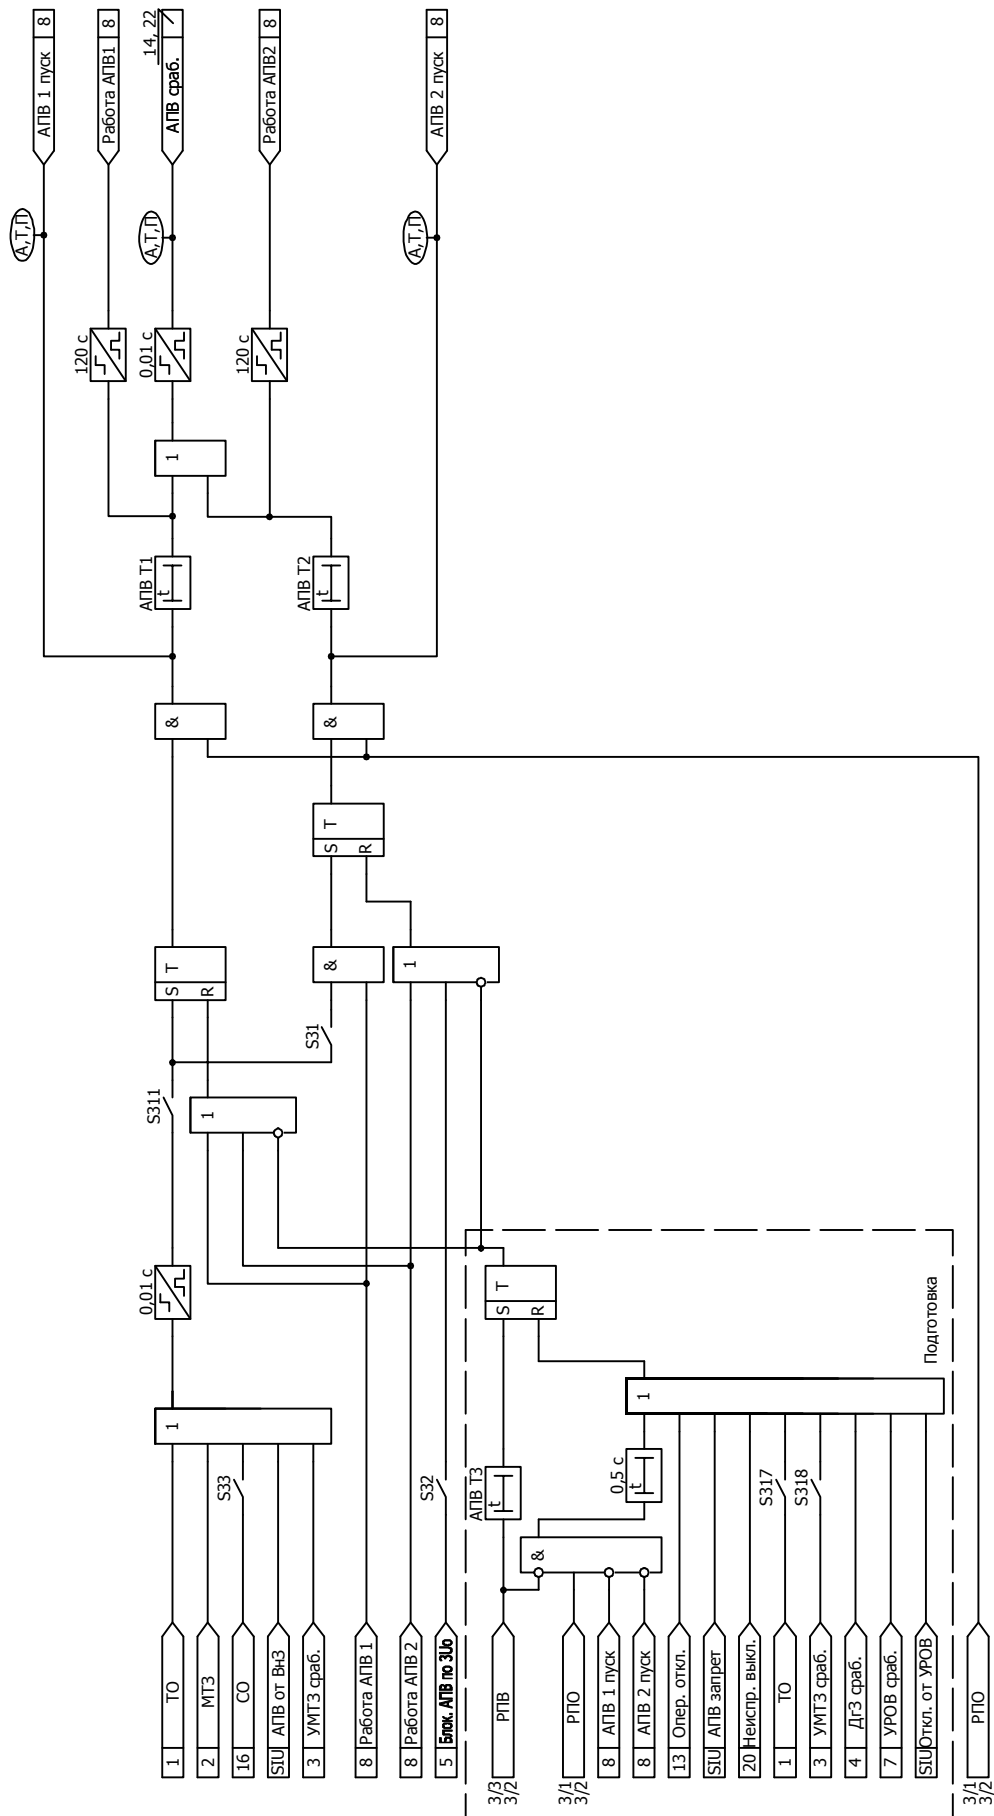 АПВ 1 пуск 8
Работа АПВ1 8
АПВ сраб.
14, 22
Работа АПВ2 8
АПВ 2 пуск 8
А,Т,П
А,Т,П
А,Т,П
120 с
0,01 с
120 с
1
АПВ Т1
t
АПВ Т2
t
&
&
S T
R
S T
R
&
1
S31
S311
1
0,01 с
1
S33
S32
S T
R
Подготовка
1
АПВ Т3
t
0,5 с
t
S317
S318
&
1 ТО
2 МТЗ
16 СО
SIU АПВ от ВнЗ
3 УМТЗ сраб.
8 Работа АПВ 1
8 Работа АПВ 2
5 Блок. АПВ по 3Uo
3/3
3/2
РПВ
3/1
3/2
РПО
8 АПВ 1 пуск
8 АПВ 2 пуск
13 Опер. откл.
SIU АПВ запрет
20 Неиспр. выкл.
1 ТО
3 УМТЗ сраб.
4 ДгЗ сраб.
7 УРОВ сраб.
SIU Откл. от УРОВ
3/1
3/2
РПО